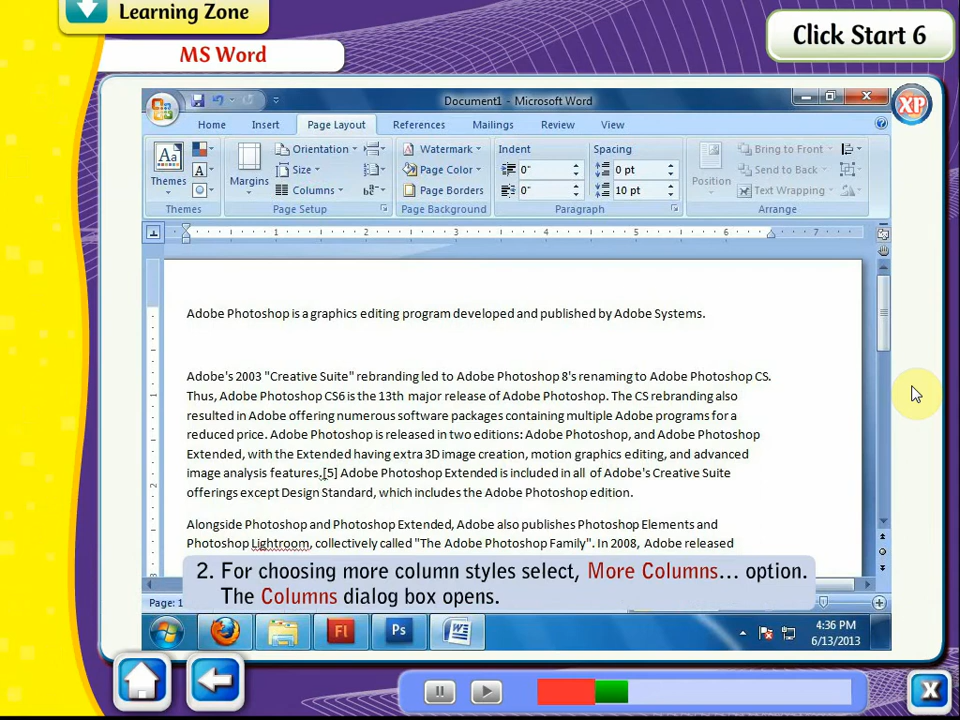 Learning Zone
MS Word
Click Start 6
Document1 - Microsoft Word
XP
Home Insert Page Layout References Mailings Review View
Themes
Margins
Orientation
Size
Columns
Watermark
Page Color
Page Borders
Indent
0"
0"
Spacing
0 pt
10 pt
Position
Bring to Front
Send to Back
Text Wrapping
Themes Page Setup Page Background Paragraph Arrange
1 2 3 4 5 6 7
Adobe Photoshop is a graphics editing program developed and published by Adobe Systems.
Adobe's 2003 "Creative Suite" rebranding led to Adobe Photoshop 8's renaming to Adobe Photoshop CS.
Thus, Adobe Photoshop CS6 is the 13th major release of Adobe Photoshop. The CS rebranding also
resulted in Adobe offering numerous software packages containing multiple Adobe programs for a
reduced price. Adobe Photoshop is released in two editions: Adobe Photoshop, and Adobe Photoshop
Extended, with the Extended having extra 3D image creation, motion graphics editing, and advanced
image analysis features.[5] Adobe Photoshop Extended is included in all of Adobe's Creative Suite
offerings except Design Standard, which includes the Adobe Photoshop edition.
Alongside Photoshop and Photoshop Extended, Adobe also publishes Photoshop Elements and
Photoshop Lightroom, collectively called "The Adobe Photoshop Family". In 2008, Adobe released
2. For choosing more column styles select, More Columns... option.
The Columns dialog box opens.
Page: 1
Fl
Ps
4:36 PM
6/13/2013
X